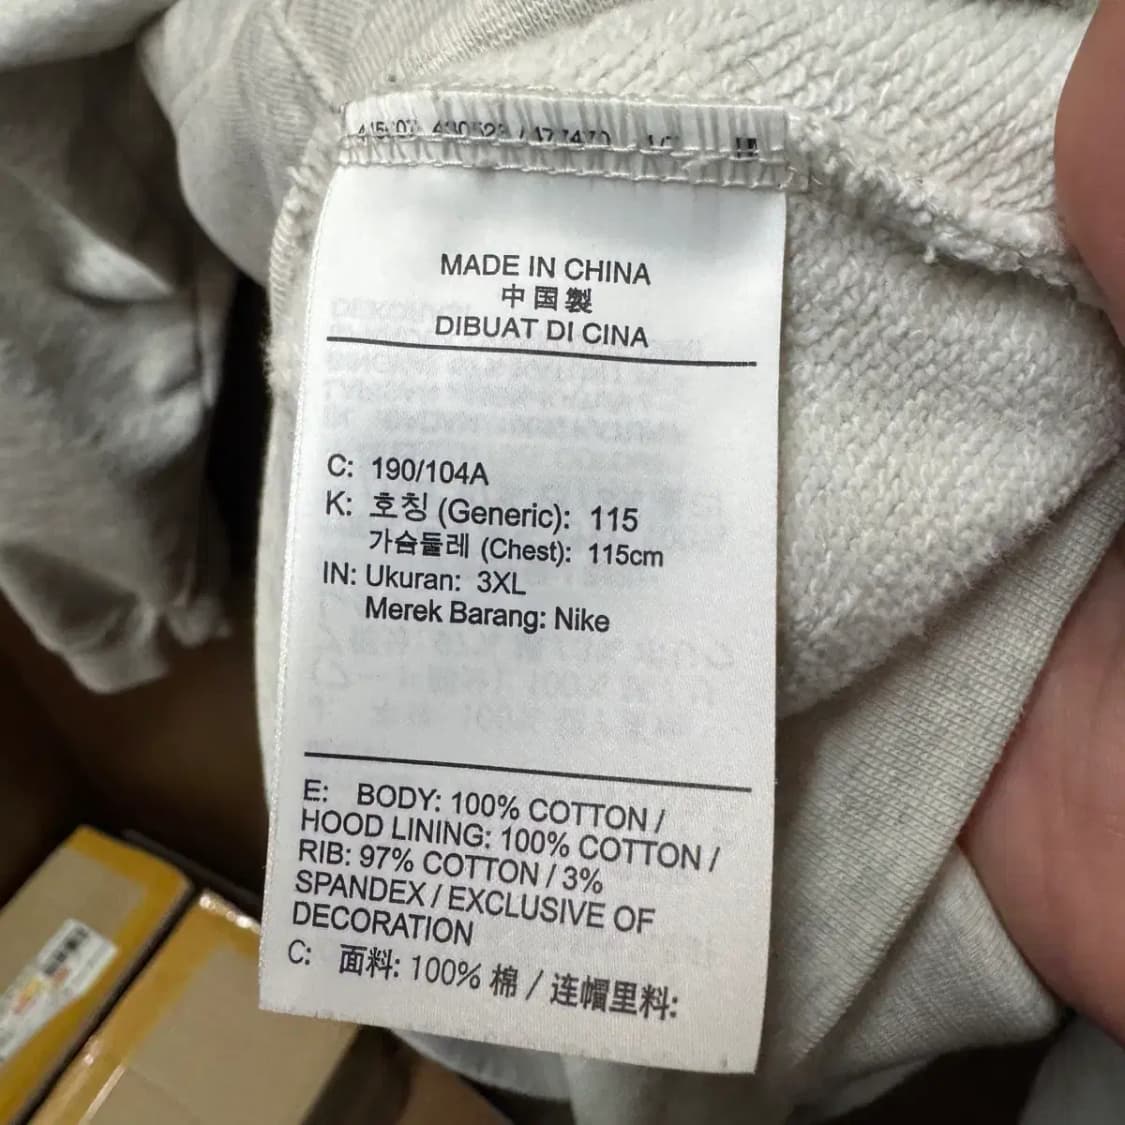 MADE IN CHINA
中国製
DIBUAT DI CINA
C: 190/104A
K: 호칭 (Generic): 115
가슴둘레 (Chest): 115cm
IN: Ukuran: 3XL
Merek Barang: Nike
E: BODY: 100% COTTON /
HOOD LINING: 100% COTTON /
RIB: 97% COTTON / 3%
SPANDEX / EXCLUSIVE OF
DECORATION
C: 面料: 100% 棉 / 连帽里料: